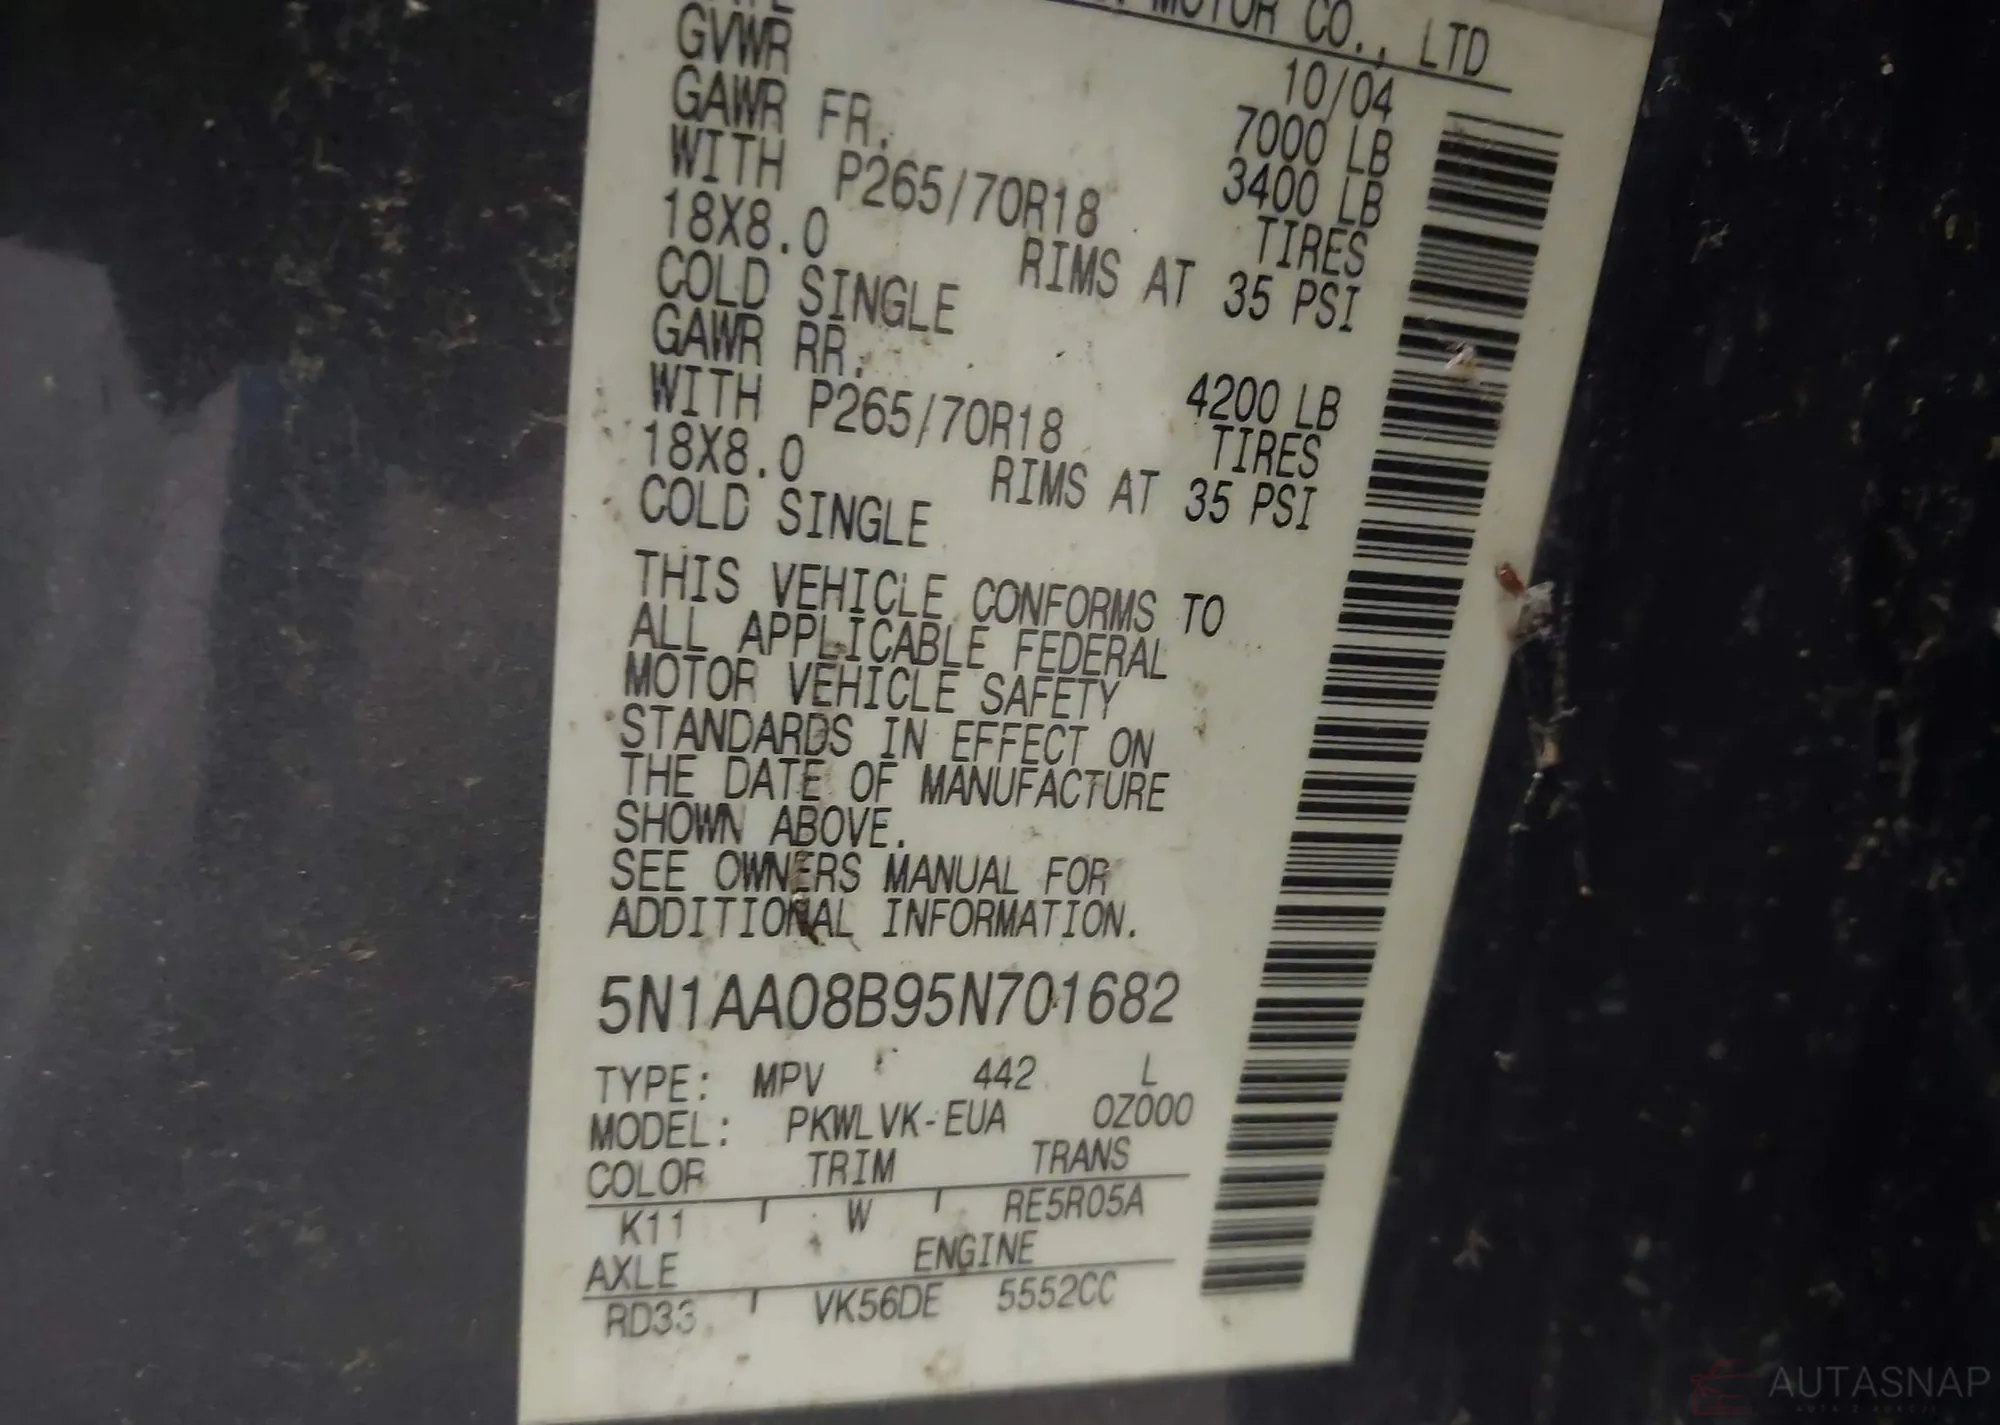 MOTOR CO., LTD
10/04
GVWR 7000 LB
GAWR FR. 3400 LB
WITH P265/70R18 TIRES
18X8.0 RIMS AT 35 PSI
COLD SINGLE
GAWR RR. 4200 LB
WITH P265/70R18 TIRES
18X8.0 RIMS AT 35 PSI
COLD SINGLE
THIS VEHICLE CONFORMS TO
ALL APPLICABLE FEDERAL
MOTOR VEHICLE SAFETY
STANDARDS IN EFFECT ON
THE DATE OF MANUFACTURE
SHOWN ABOVE.
SEE OWNERS MANUAL FOR
ADDITIONAL INFORMATION.
5N1AA08B95N701682
TYPE: MPV 442 L
MODEL: PKWLVK-EUA 0Z000
COLOR TRIM TRANS
K11 W RE5R05A
AXLE ENGINE
RD33 VK56DE 5552CC
AUTASNAP